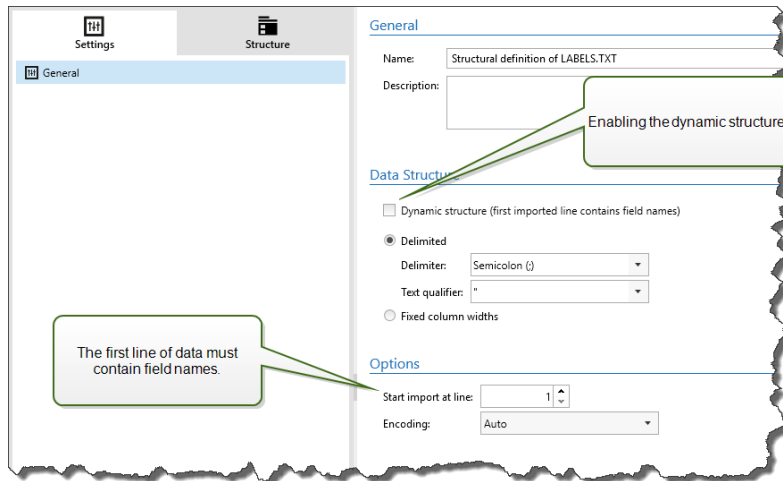 Settings
Structure
General
General
Name: Structural definition of LABELS.TXT
Description:
Enabling the dynamic structure
Data Structure
Dynamic structure (first imported line contains field names)
Delimited
Delimiter: Semicolon (;)
Text qualifier: "
Fixed column widths
The first line of data must
contain field names.
Options
Start import at line: 1
Encoding: Auto